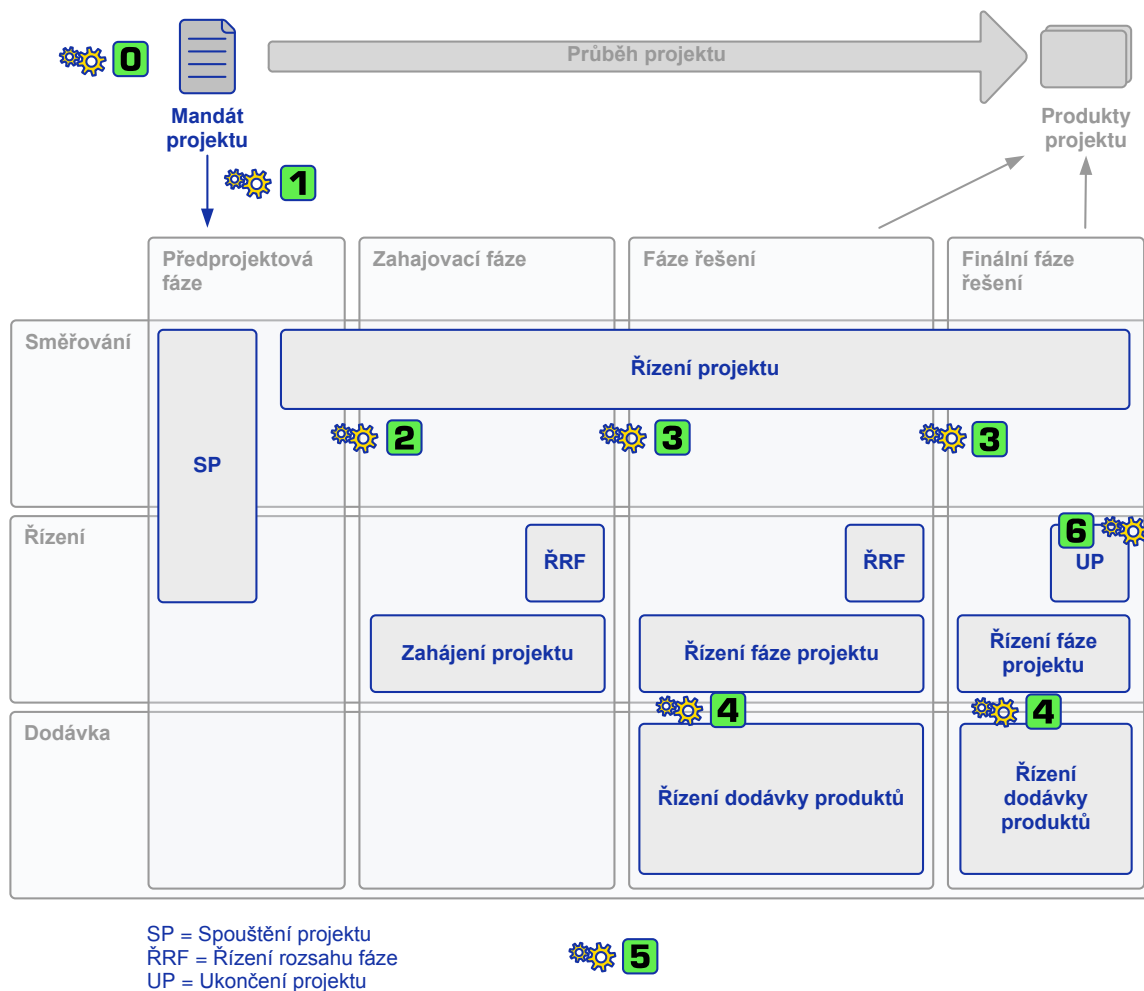 0
Průběh projektu
Mandát
projektu
Produkty
projektu
1
Předprojektová
fáze
Zahajovací fáze
Fáze řešení
Finální fáze
řešení
Směřování
Řízení projektu
2
3
3
SP
Řízení
ŘRF
ŘRF
6
UP
Zahájení projektu
Řízení fáze projektu
Řízení fáze
projektu
4
4
Dodávka
Řízení dodávky produktů
Řízení
dodávky
produktů
SP = Spouštění projektu
ŘRF = Řízení rozsahu fáze
UP = Ukončení projektu
5